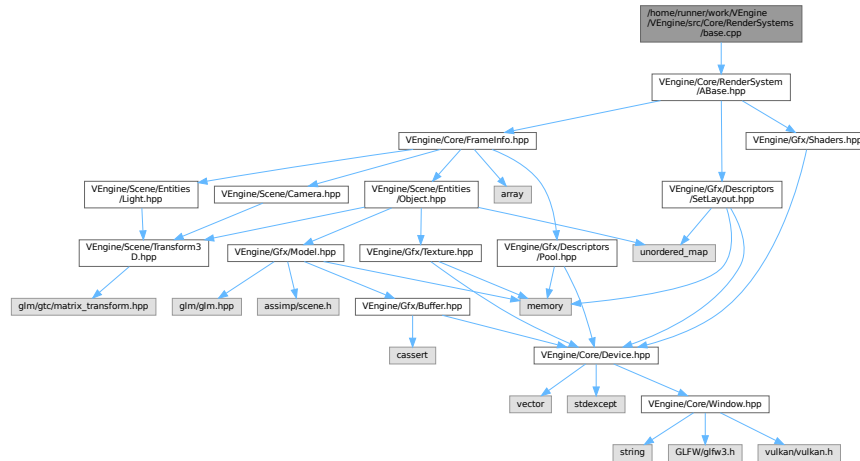 /home/runner/work/VEngine
/VEngine/src/Core/RenderSystems
/base.cpp
VEngine/Core/RenderSystem
/ABase.hpp
VEngine/Core/FrameInfo.hpp
VEngine/Gfx/Shaders.hpp
VEngine/Scene/Entities
/Light.hpp
VEngine/Scene/Camera.hpp
VEngine/Scene/Entities
/Object.hpp
array
VEngine/Gfx/Descriptors
/SetLayout.hpp
VEngine/Scene/Transform3
D.hpp
VEngine/Gfx/Model.hpp
VEngine/Gfx/Texture.hpp
VEngine/Gfx/Descriptors
/Pool.hpp
unordered_map
glm/gtc/matrix_transform.hpp
glm/glm.hpp
assimp/scene.h
VEngine/Gfx/Buffer.hpp
memory
cassert
VEngine/Core/Device.hpp
vector
stdexcept
VEngine/Core/Window.hpp
string
GLFW/glfw3.h
vulkan/vulkan.h